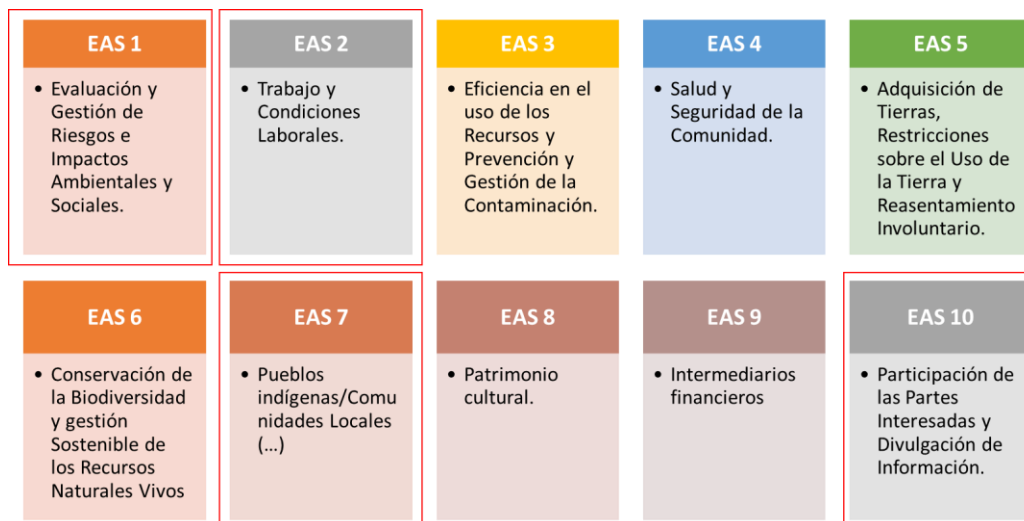 EAS 1
• Evaluación y
Gestión de
Riesgos e
Impactos
Ambientales y
Sociales.
EAS 2
• Trabajo y
Condiciones
Laborales.
EAS 3
• Eficiencia en el
uso de los
Recursos y
Prevención y
Gestión de la
Contaminación.
EAS 4
• Salud y
Seguridad de la
Comunidad.
EAS 5
• Adquisición de
Tierras,
Restricciones
sobre el Uso de
la Tierra y
Reasentamiento
Involuntario.
EAS 6
• Conservación de
la Biodiversidad
y gestión
Sostenible de
los Recursos
Naturales Vivos
EAS 7
• Pueblos
indígenas/Comu
nidades Locales
(...)
EAS 8
• Patrimonio
cultural.
EAS 9
• Intermediarios
financieros
EAS 10
• Participación de
las Partes
Interesadas y
Divulgación de
Información.